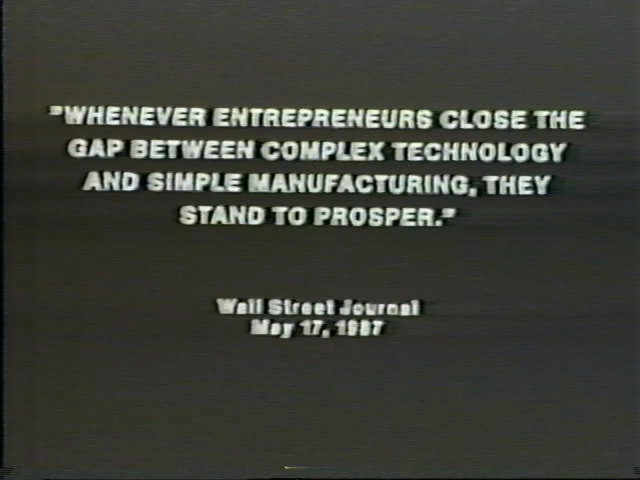 "WHENEVER ENTREPRENEURS CLOSE THE
GAP BETWEEN COMPLEX TECHNOLOGY
AND SIMPLE MANUFACTURING, THEY
STAND TO PROSPER."
Wall Street Journal
May 17, 1987